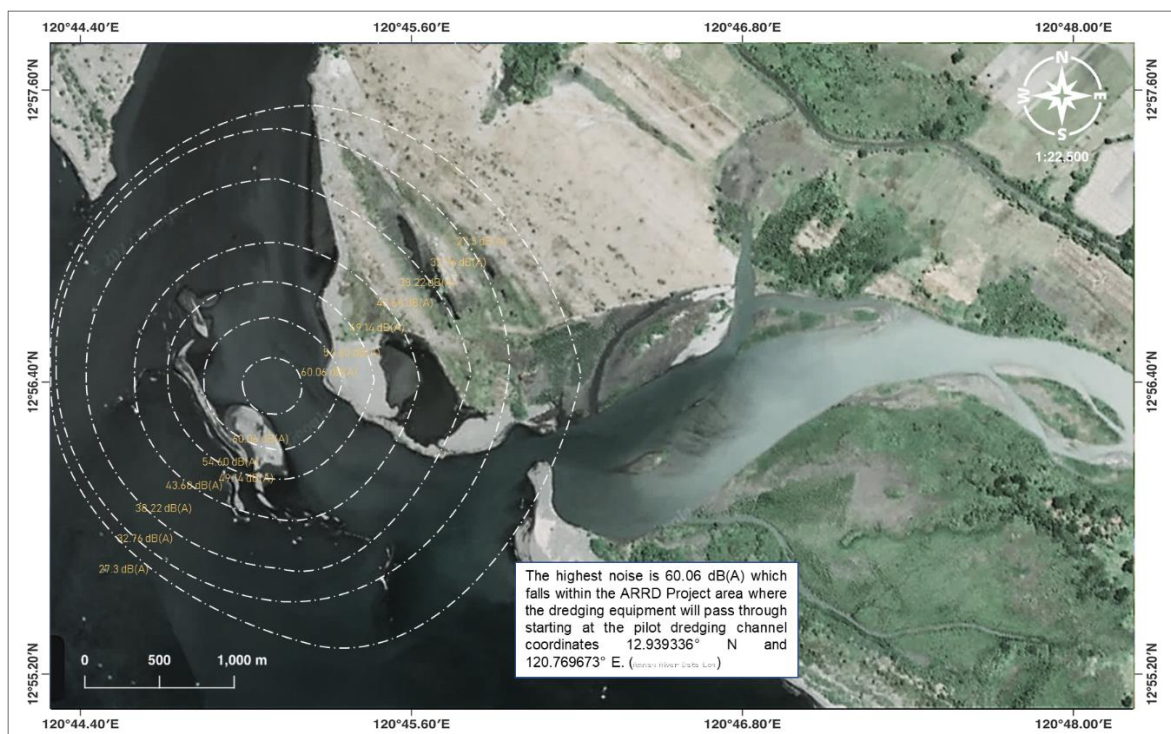 120°44.40'E 120°45.60'E 120°46.80'E 120°48.00'E
12°57.60'N 12°57.60'N
N
W E
S
1:22,500
60.06 dB(A)
12°56.40'N 12°56.40'N
60.06 dB(A)
54.60 dB(A)
43.68 dB(A)
38.22 dB(A)
32.76 dB(A)
27.3 dB(A)
The highest noise is 60.06 dB(A) which
falls within the ARRD Project area where
the dredging equipment will pass through
starting at the pilot dredging channel
coordinates 12.939336° N and
120.769673° E. (
12°55.20'N 12°55.20'N
0 500 1,000 m
120°44.40'E 120°45.60'E 120°46.80'E 120°48.00'E